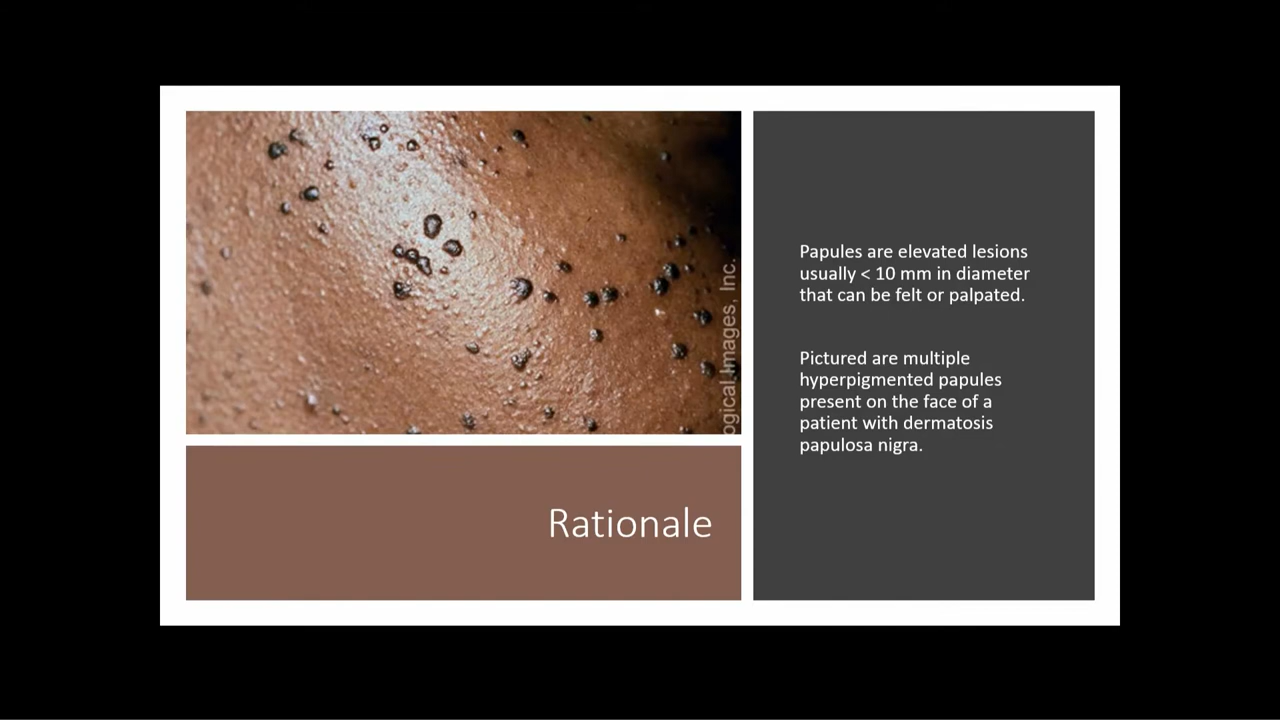 Papules are elevated lesions
usually < 10 mm in diameter
that can be felt or palpated.
Pictured are multiple
hyperpigmented papules
present on the face of a
patient with dermatosis
papulosa nigra.
Rationale
Images, Inc.